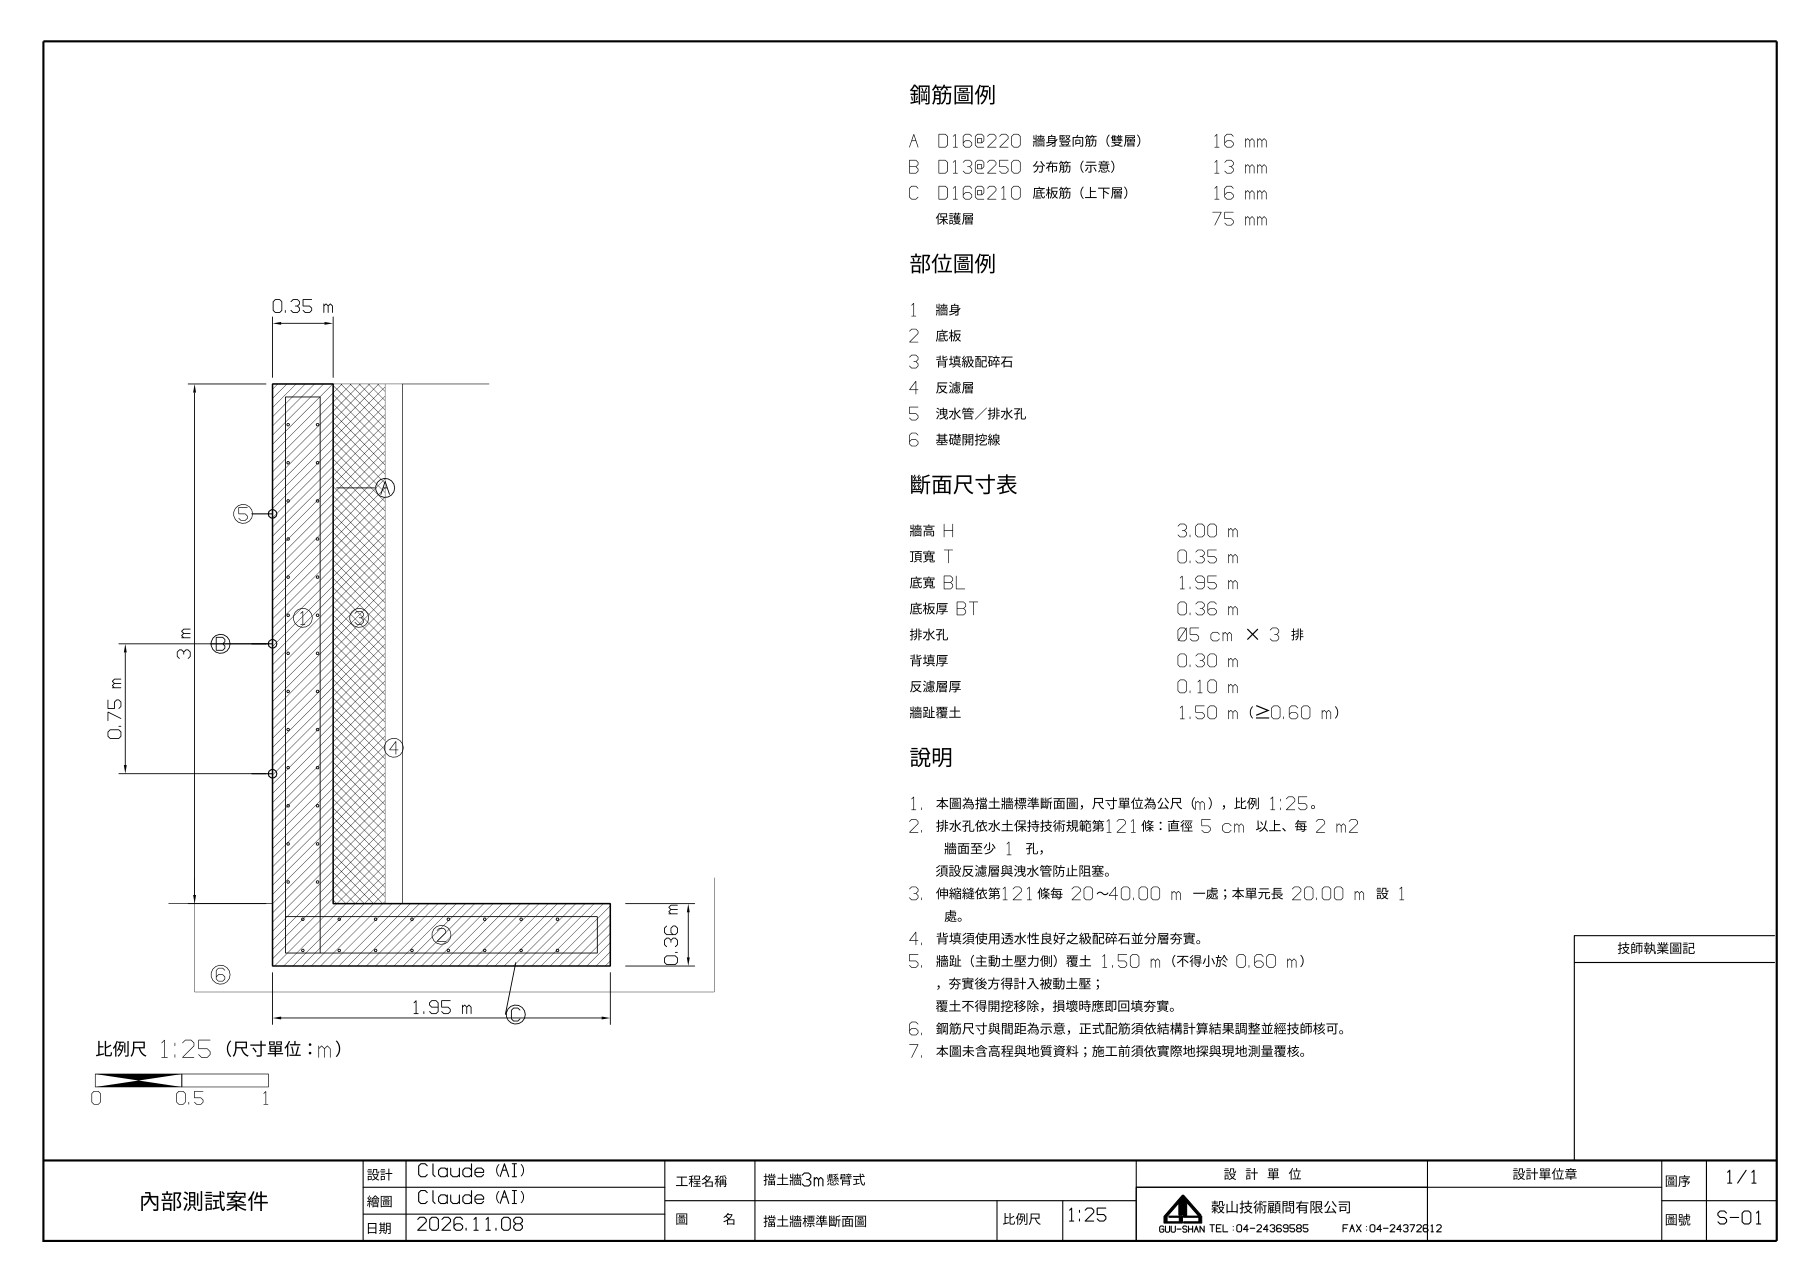 鋼筋圖例
A D16@220 牆身豎向筋（雙層） 16 mm
B D13@250 分布筋（示意） 13 mm
C D16@210 底板筋（上下層） 16 mm
保護層 75 mm
部位圖例
1 牆身
2 底板
3 背填級配碎石
4 反濾層
5 洩水管／排水孔
6 基礎開挖線
斷面尺寸表
牆高 H 3.00 m
頂寬 T 0.35 m
底寬 BL 1.95 m
底板厚 BT 0.36 m
排水孔 Ø5 cm × 3 排
背填厚 0.30 m
反濾層厚 0.10 m
牆趾覆土 1.50 m（≥0.60 m）
說明
1. 本圖為擋土牆標準斷面圖，尺寸單位為公尺（m），比例 1:25。
2. 排水孔依水土保持技術規範第121條：直徑 5 cm 以上、每 2 m2
牆面至少 1 孔，
須設反濾層與洩水管防止阻塞。
3. 伸縮縫依第121條每 20～40.00 m 一處；本單元長 20.00 m 設 1
處。
4. 背填須使用透水性良好之級配碎石並分層夯實。
5. 牆趾（主動土壓力側）覆土 1.50 m（不得小於 0.60 m）
，夯實後方得計入被動土壓；
覆土不得開挖移除，損壞時應即回填夯實。
6. 鋼筋尺寸與間距為示意，正式配筋須依結構計算結果調整並經技師核可。
7. 本圖未含高程與地質資料；施工前須依實際地探與現地測量覆核。
0.35 m
A
5
1
3
B
3 m
0.75 m
4
2
0.36 m
6
1.95 m
C
比例尺 1:25（尺寸單位：m）
0 0.5 1
技師執業圖記
內部測試案件
設計 Claude (AI)
繪圖 Claude (AI)
日期 2026.11.08
工程名稱 擋土牆3m懸臂式
圖 名 擋土牆標準斷面圖
比例尺 1:25
設 計 單 位
穀山技術顧問有限公司
GUU-SHAN TEL:04-24369585 FAX:04-24372612
設計單位章
圖序 1/1
圖號 S-01